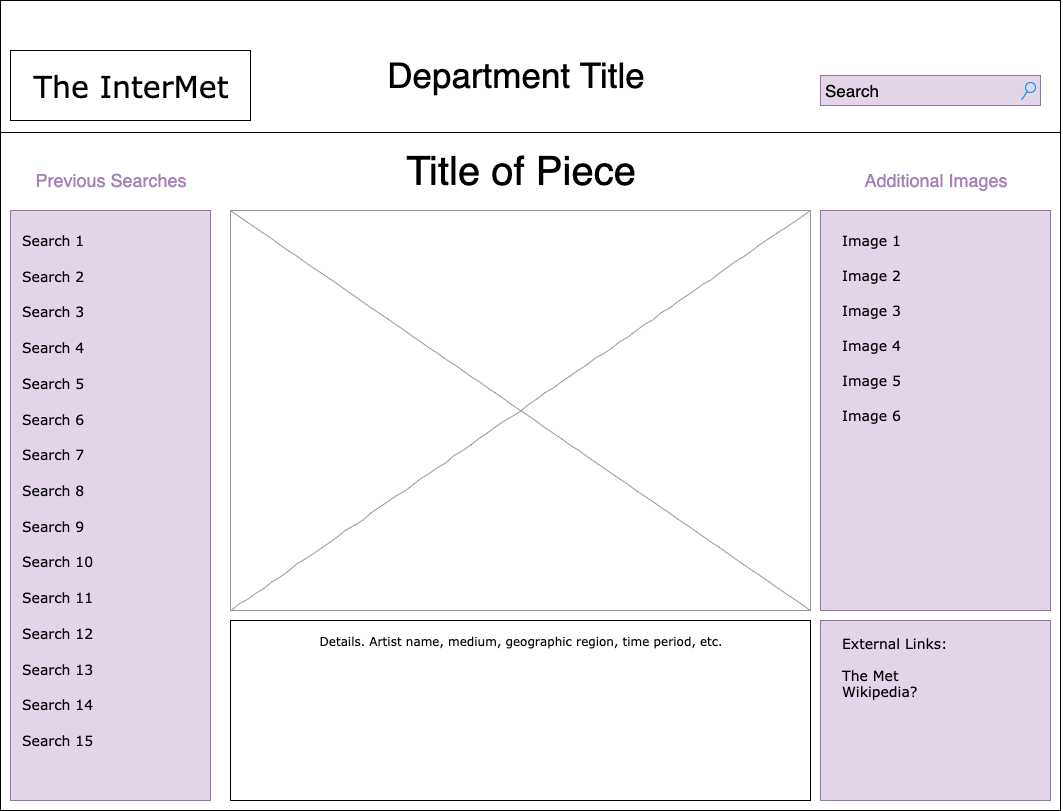 The InterMet
Department Title
Search
Previous Searches
Title of Piece
Additional Images
Search 1
Search 2
Search 3
Search 4
Search 5
Search 6
Search 7
Search 8
Search 9
Search 10
Search 11
Search 12
Search 13
Search 14
Search 15
Image 1
Image 2
Image 3
Image 4
Image 5
Image 6
Details. Artist name, medium, geographic region, time period, etc.
External Links:
The Met
Wikipedia?